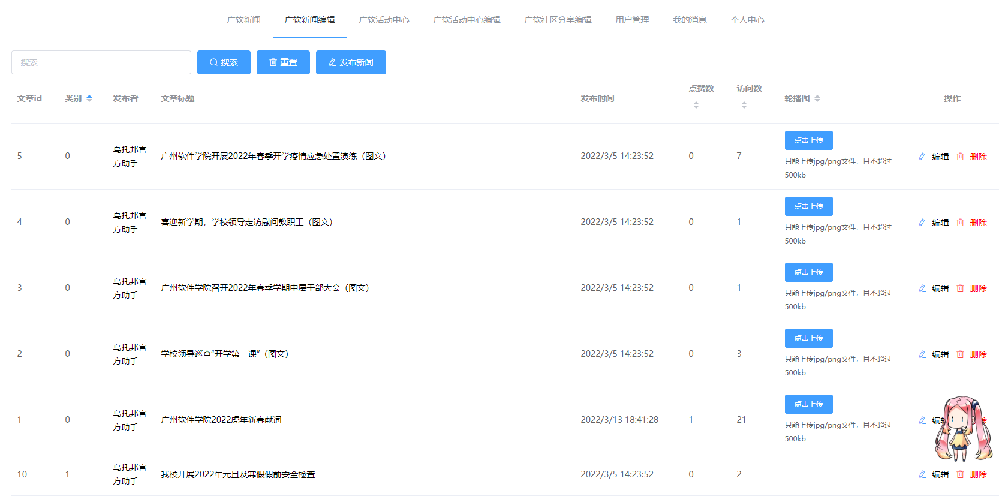 广软新闻 广软新闻编辑 广软活动中心 广软活动中心编辑 广软社区分享编辑 用户管理 我的消息 个人中心
搜索 搜索 重置 发布新闻
文章id 类别 发布者 文章标题 发布时间 点赞数 访问数 轮播图 操作
5 0 乌托邦官方助手 广州软件学院开展2022年春季开学疫情应急处置演练（图文） 2022/3/5 14:23:52 0 7 点击上传 只能上传jpg/png文件，且不超过500kb 编辑 删除
4 0 乌托邦官方助手 喜迎新学期，学校领导走访慰问教职工（图文） 2022/3/5 14:23:52 0 1 点击上传 只能上传jpg/png文件，且不超过500kb 编辑 删除
3 0 乌托邦官方助手 广州软件学院召开2022年春季学期中层干部大会（图文） 2022/3/5 14:23:52 0 1 点击上传 只能上传jpg/png文件，且不超过500kb 编辑 删除
2 0 乌托邦官方助手 学校领导巡查“开学第一课”（图文） 2022/3/5 14:23:52 0 3 点击上传 只能上传jpg/png文件，且不超过500kb 编辑 删除
1 0 乌托邦官方助手 广州软件学院2022虎年新春献词 2022/3/13 18:41:28 1 21 点击上传 只能上传jpg/png文件，且不超过500kb 编
10 1 乌托邦官方助手 我校开展2022年元旦及寒假假前安全检查 2022/3/5 14:23:52 0 2 编辑 删除